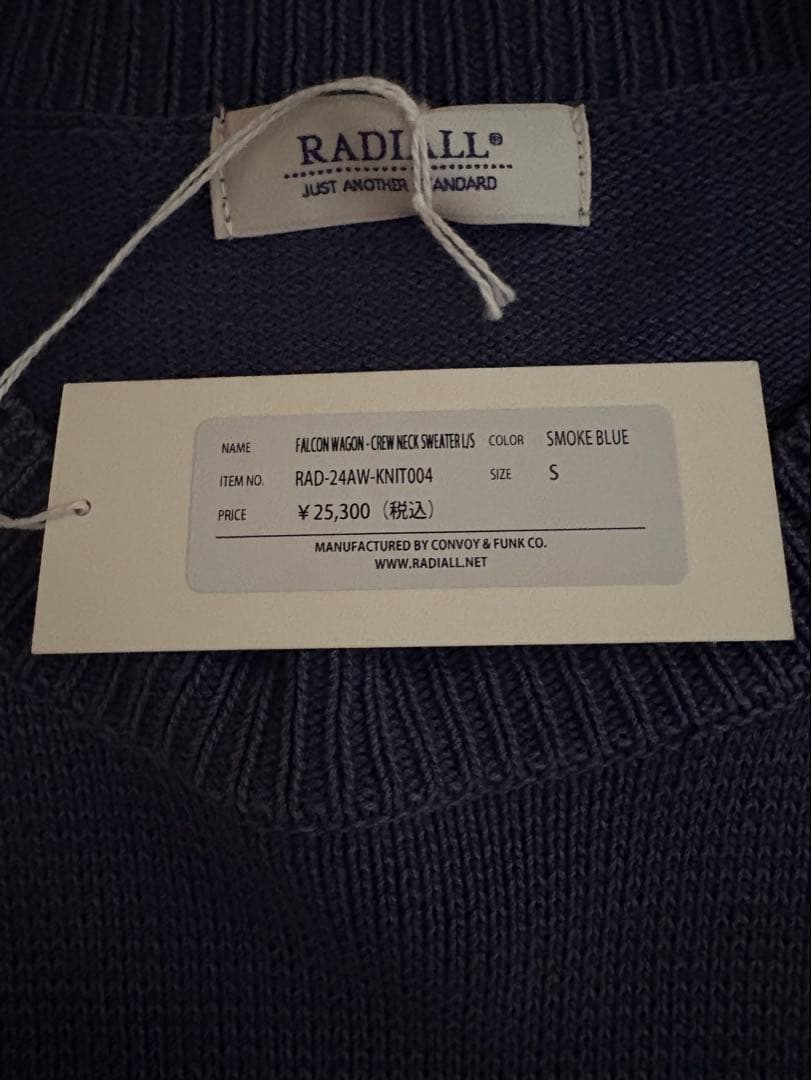 RADIALL®
JUST ANOTHER STANDARD
NAME FALCON WAGON - CREW NECK SWEATER L/S COLOR SMOKE BLUE
ITEM NO. RAD-24AW-KNIT004 SIZE S
PRICE ¥25,300（税込）
MANUFACTURED BY CONVOY & FUNK CO.
WWW.RADIALL.NET